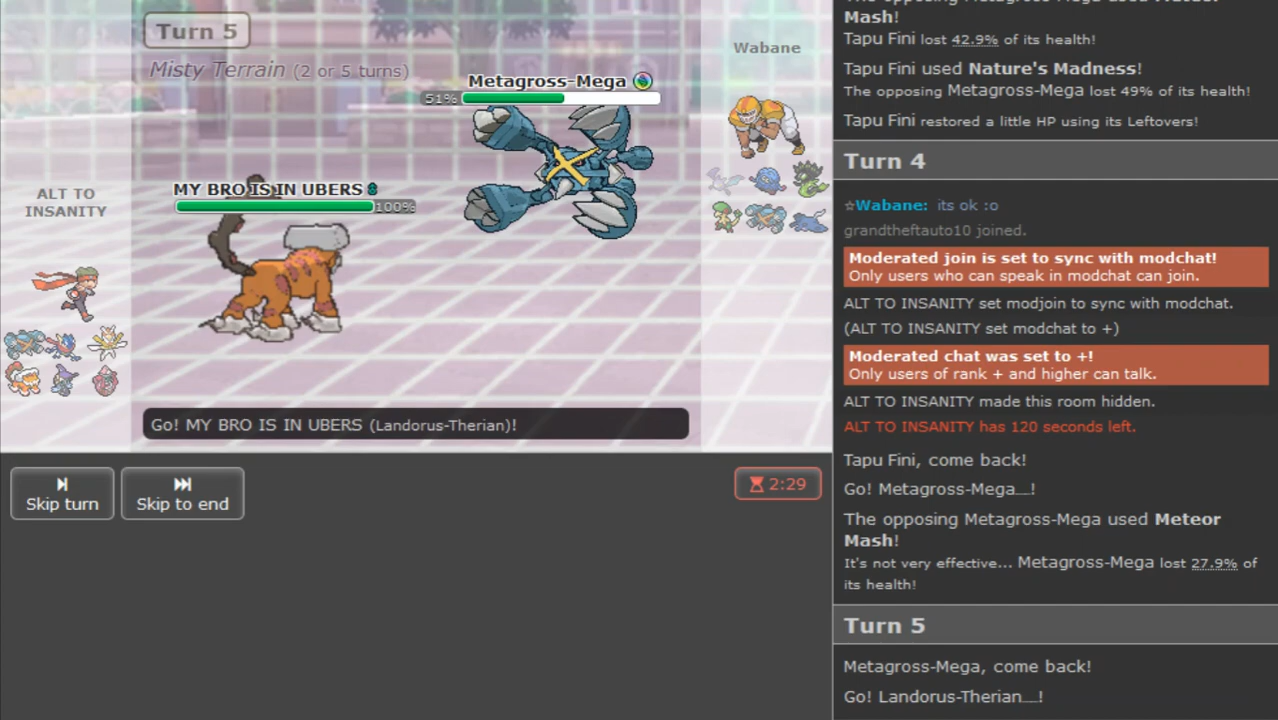 Turn 5
Misty Terrain (2 or 5 turns)
Metagross-Mega
51%
MY BRO IS IN UBERS
100%
ALT TO
INSANITY
Wabane
Go! MY BRO IS IN UBERS (Landorus-Therian)!
Skip turn
Skip to end
2:29
Mash!
Tapu Fini lost 42.9% of its health!
Tapu Fini used Nature's Madness!
The opposing Metagross-Mega lost 49% of its health!
Tapu Fini restored a little HP using its Leftovers!
Turn 4
☆Wabane: its ok :o
grandtheftauto10 joined.
Moderated join is set to sync with modchat!
Only users who can speak in modchat can join.
ALT TO INSANITY set modjoin to sync with modchat.
(ALT TO INSANITY set modchat to +)
Moderated chat was set to +!
Only users of rank + and higher can talk.
ALT TO INSANITY made this room hidden.
ALT TO INSANITY has 120 seconds left.
Tapu Fini, come back!
Go! Metagross-Mega__!
The opposing Metagross-Mega used Meteor
Mash!
It's not very effective... Metagross-Mega lost 27.9% of
its health!
Turn 5
Metagross-Mega, come back!
Go! Landorus-Therian__!